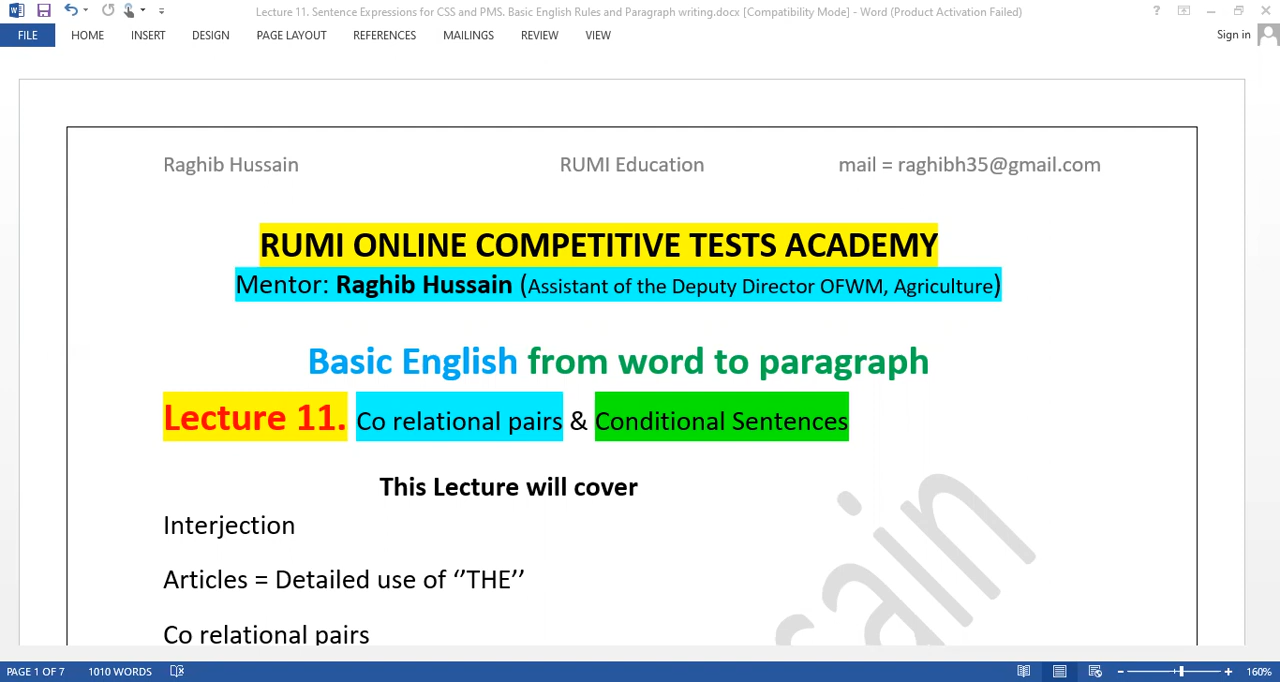 Lecture 11. Sentence Expressions for CSS and PMS. Basic English Rules and Paragraph writing.docx [Compatibility Mode] - Word (Product Activation Failed)
FILE HOME INSERT DESIGN PAGE LAYOUT REFERENCES MAILINGS REVIEW VIEW Sign in
Raghib Hussain RUMI Education mail = raghibh35@gmail.com
RUMI ONLINE COMPETITIVE TESTS ACADEMY
Mentor: Raghib Hussain (Assistant of the Deputy Director OFWM, Agriculture)
Basic English from word to paragraph
Lecture 11. Co relational pairs & Conditional Sentences
This Lecture will cover
Interjection
Articles = Detailed use of ‘’THE’’
Co relational pairs
PAGE 1 OF 7 1010 WORDS 160%